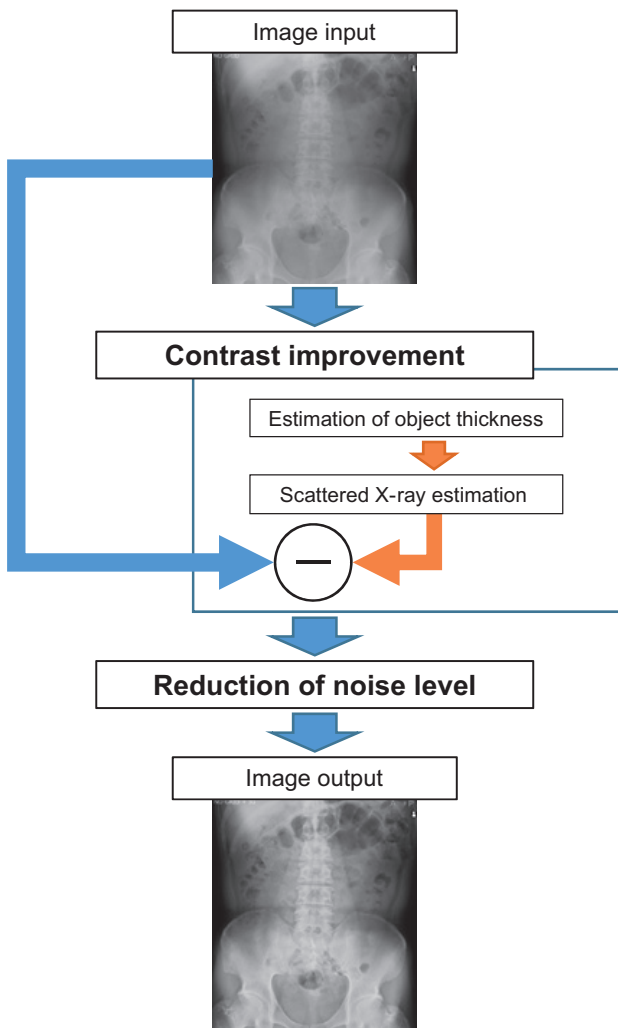 Image input
Contrast improvement
Estimation of object thickness
Scattered X-ray estimation
Reduction of noise level
Image output